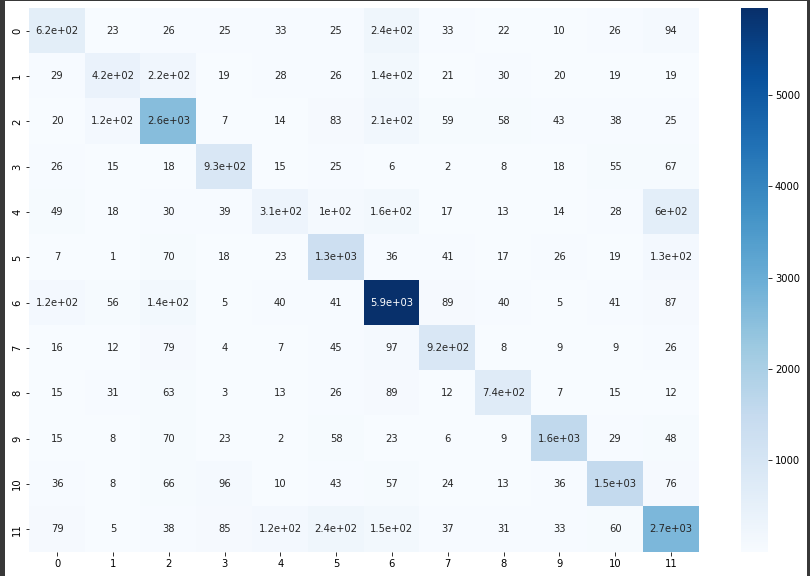 0 6.2e+02 23 26 25 33 25 2.4e+02 33 22 10 26 94
1 29 4.2e+02 2.2e+02 19 28 26 1.4e+02 21 30 20 19 19
2 20 1.2e+02 2.6e+03 7 14 83 2.1e+02 59 58 43 38 25
3 26 15 18 9.3e+02 15 25 6 2 8 18 55 67
4 49 18 30 39 3.1e+02 1e+02 1.6e+02 17 13 14 28 6e+02
5 7 1 70 18 23 1.3e+03 36 41 17 26 19 1.3e+02
6 1.2e+02 56 1.4e+02 5 40 41 5.9e+03 89 40 5 41 87
7 16 12 79 4 7 45 97 9.2e+02 8 9 9 26
8 15 31 63 3 13 26 89 12 7.4e+02 7 15 12
9 15 8 70 23 2 58 23 6 9 1.6e+03 29 48
10 36 8 66 96 10 43 57 24 13 36 1.5e+03 76
11 79 5 38 85 1.2e+02 2.4e+02 1.5e+02 37 31 33 60 2.7e+03
0 1 2 3 4 5 6 7 8 9 10 11
5000
4000
3000
2000
1000